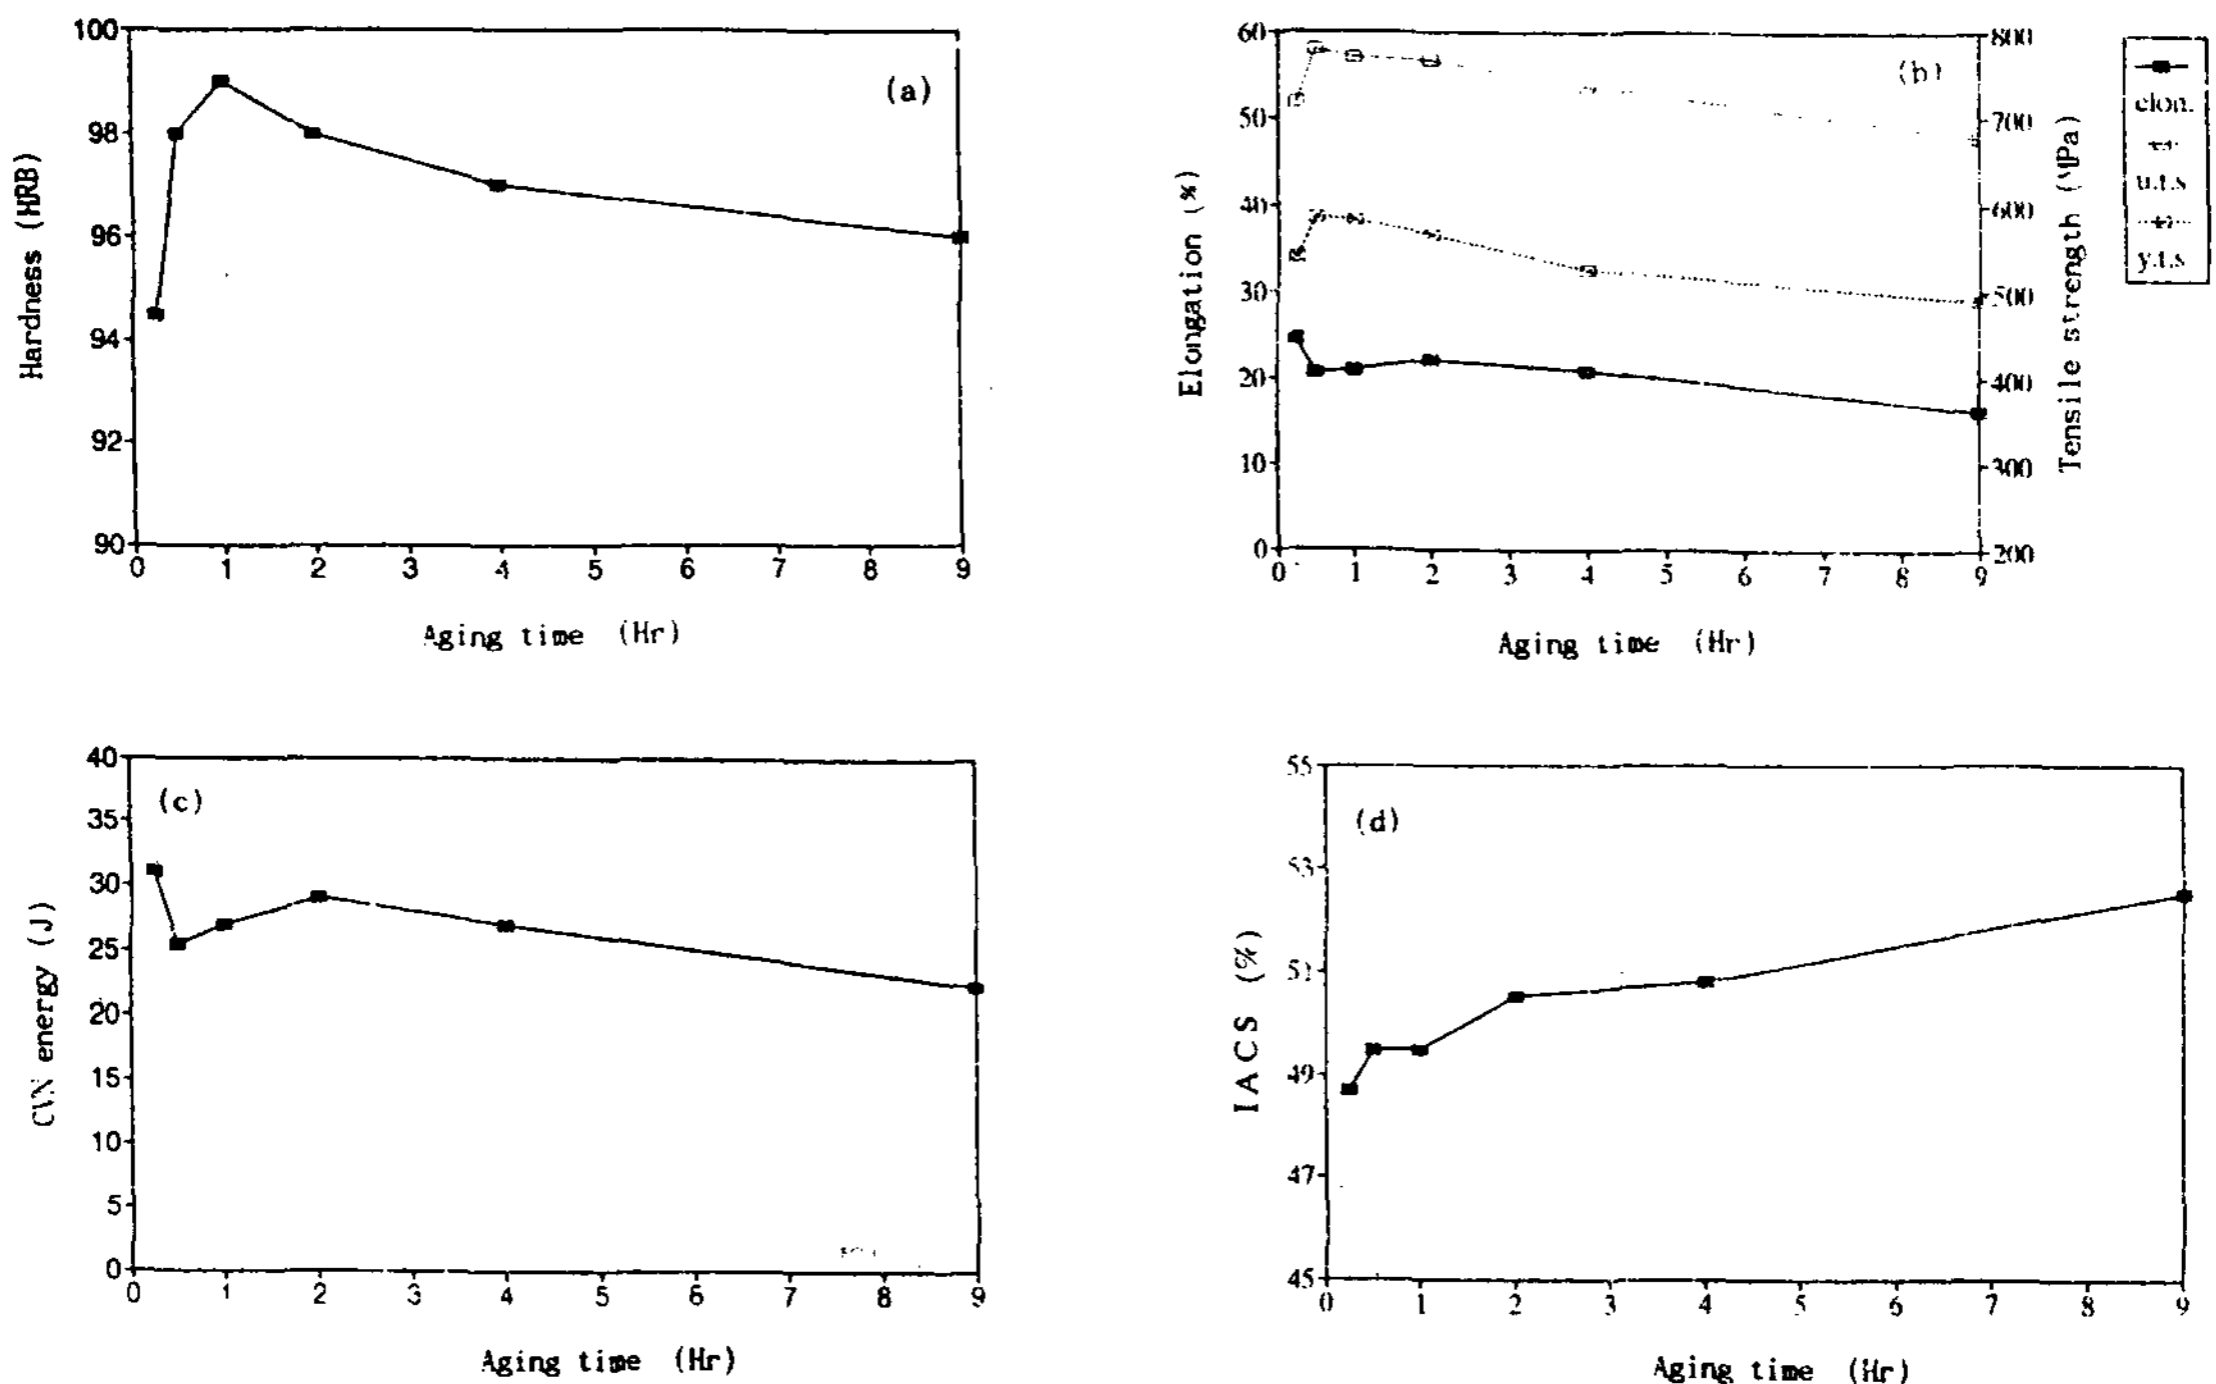 100
98
96
94
92
90
Hardness (HRB)
(a)
0 1 2 3 4 5 6 7 8 9
Aging time (Hr)
60
50
40
30
20
10
0
Elongation (%)
(b)
800
700
600
500
400
300
200
Tensile strength (MPa)
0 1 2 3 4 5 6 7 8 9
Aging time (Hr)
elon.
u.t.s
y.t.s
40
35
30
25
20
15
10
5
0
CVN energy (J)
(c)
0 1 2 3 4 5 6 7 8 9
Aging time (Hr)
55
53
51
49
47
45
IACS (%)
(d)
0 1 2 3 4 5 6 7 8 9
Aging time (Hr)